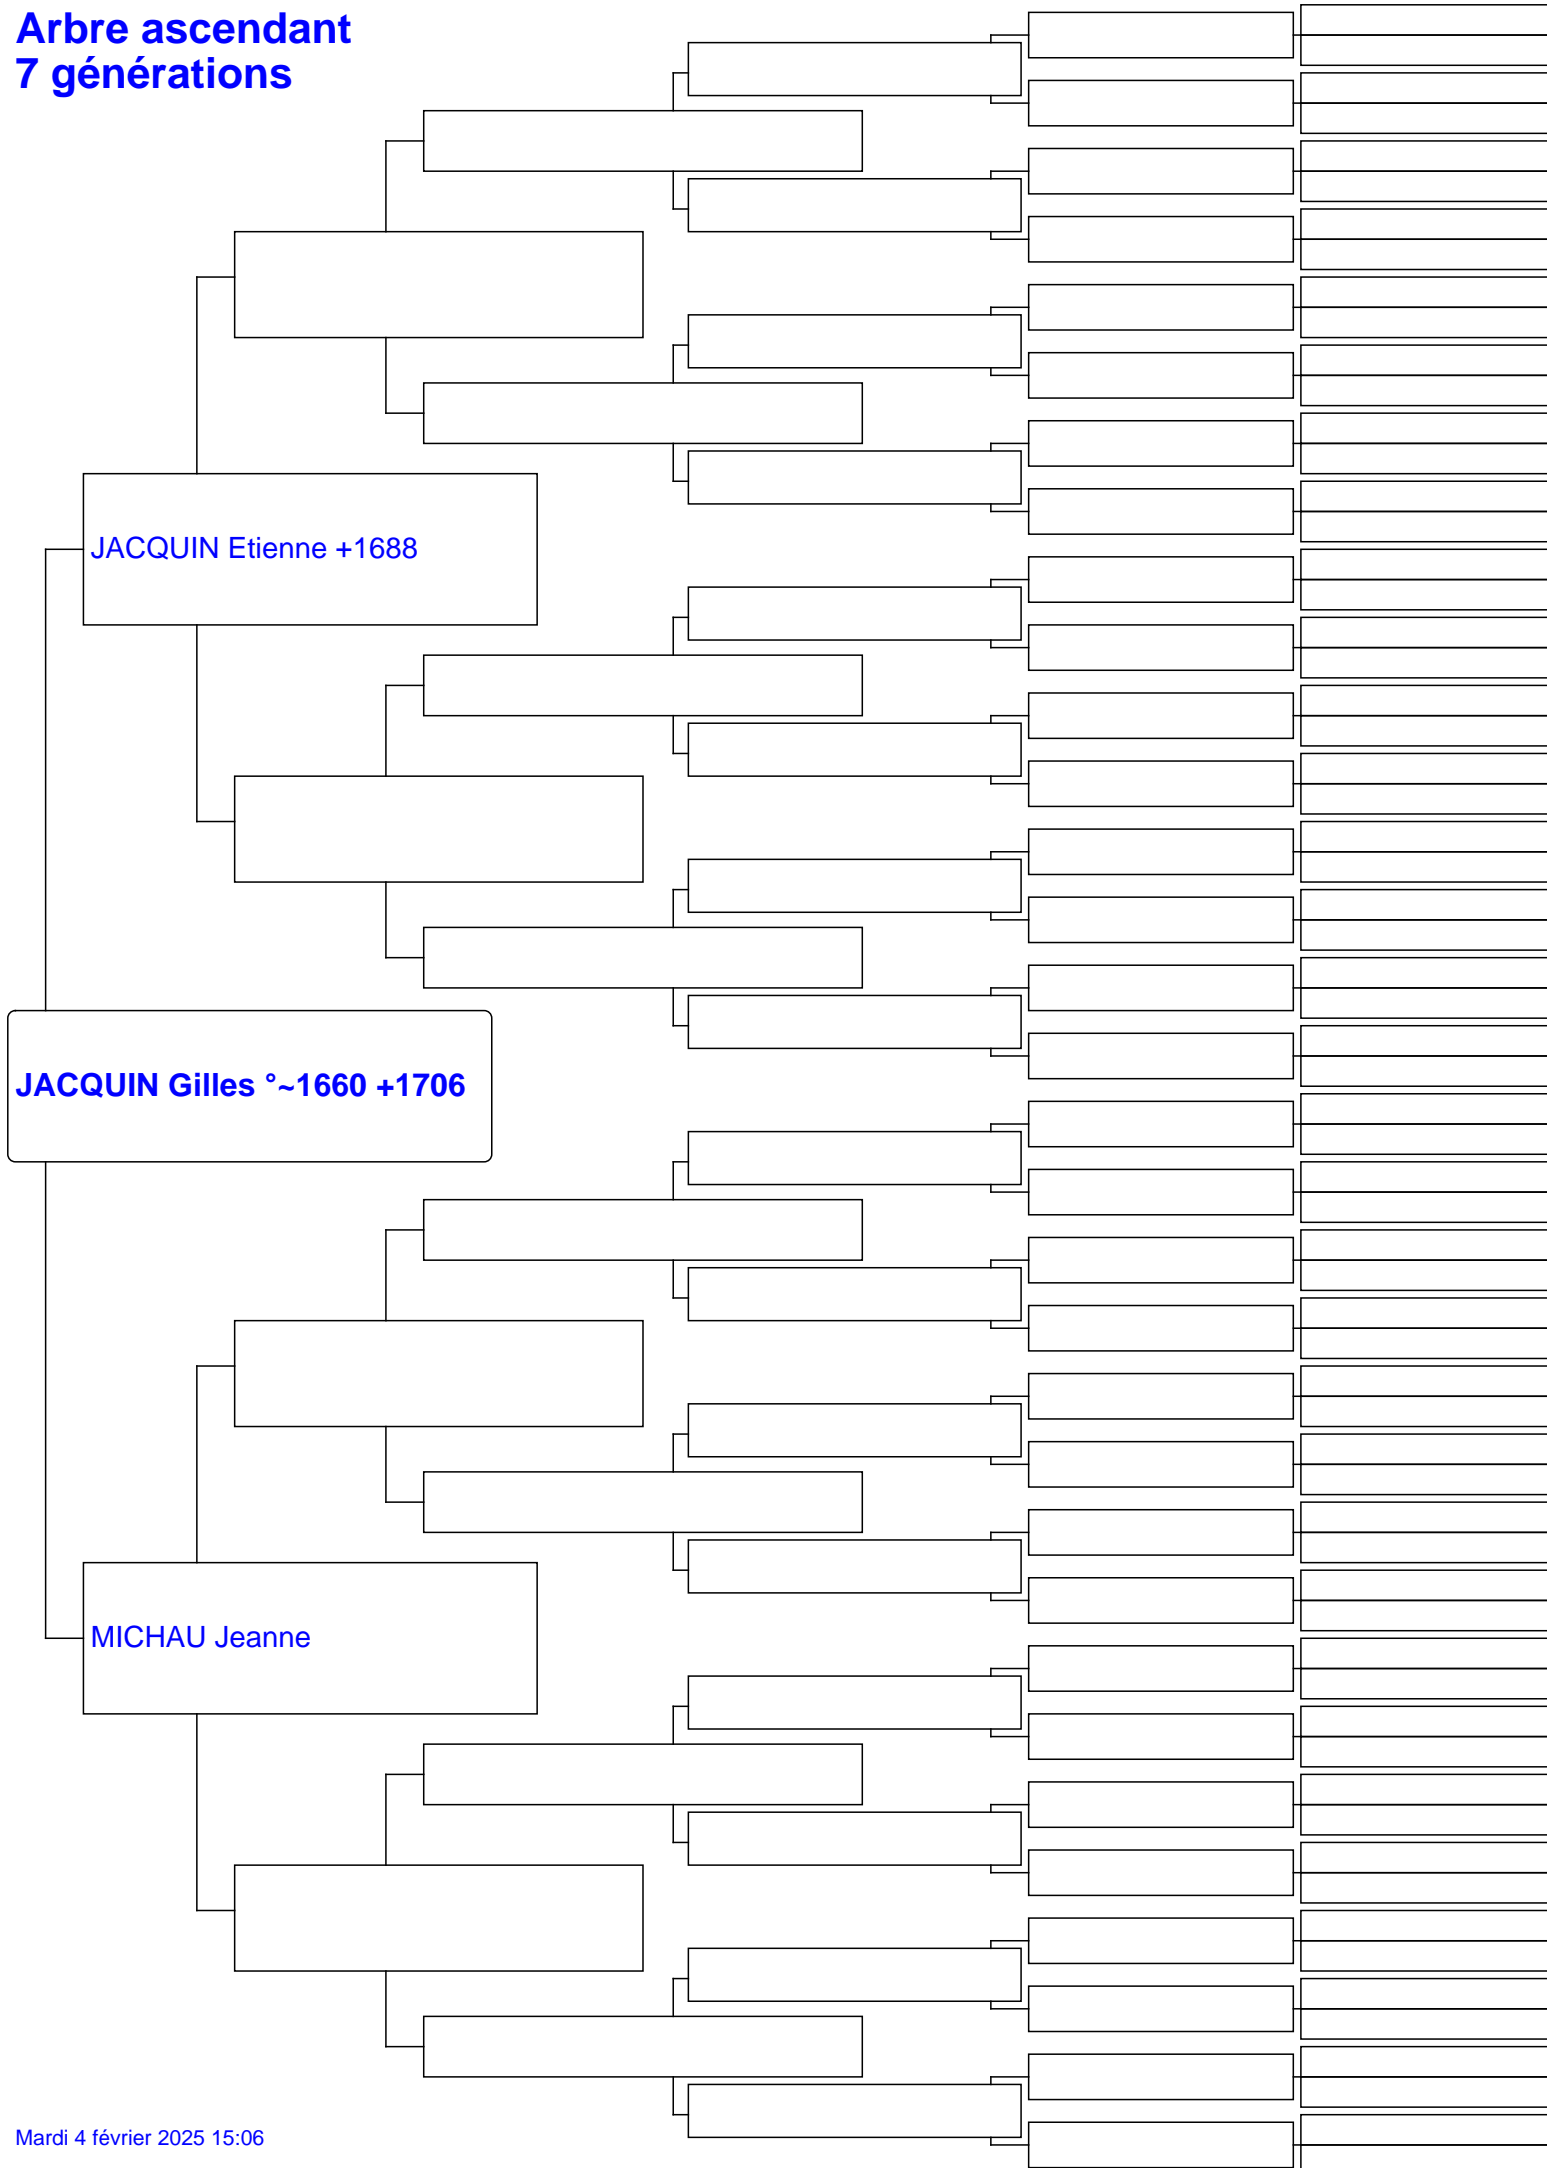 Arbre ascendant
7 générations
JACQUIN Etienne +1688
JACQUIN Gilles °~1660 +1706
MICHAU Jeanne
Mardi 4 février 2025 15:06